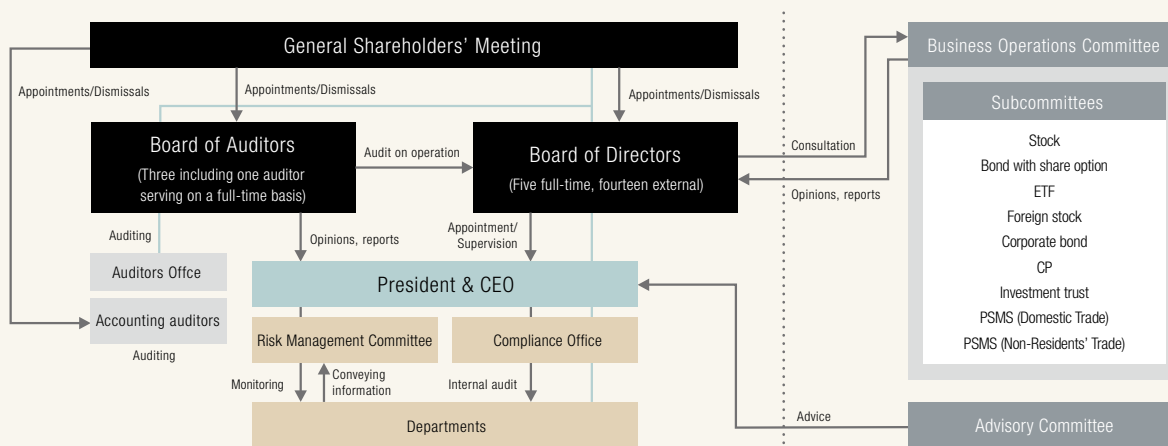 General Shareholders' Meeting
Business Operations Committee
Appointments/Dismissals
Appointments/Dismissals
Appointments/Dismissals
Subcommittees
Board of Auditors
(Three including one auditor
serving on a full-time basis)
Audit on operation
Board of Directors
(Five full-time, fourteen external)
Consultation
Opinions, reports
Stock
Bond with share option
ETF
Foreign stock
Corporate bond
CP
Investment trust
PSMS (Domestic Trade)
PSMS (Non-Residents' Trade)
Auditing
Opinions, reports
Appointment/
Supervision
Auditors Offce
President & CEO
Accounting auditors
Auditing
Risk Management Committee
Compliance Office
Monitoring
Conveying
information
Internal audit
Departments
Advice
Advisory Committee